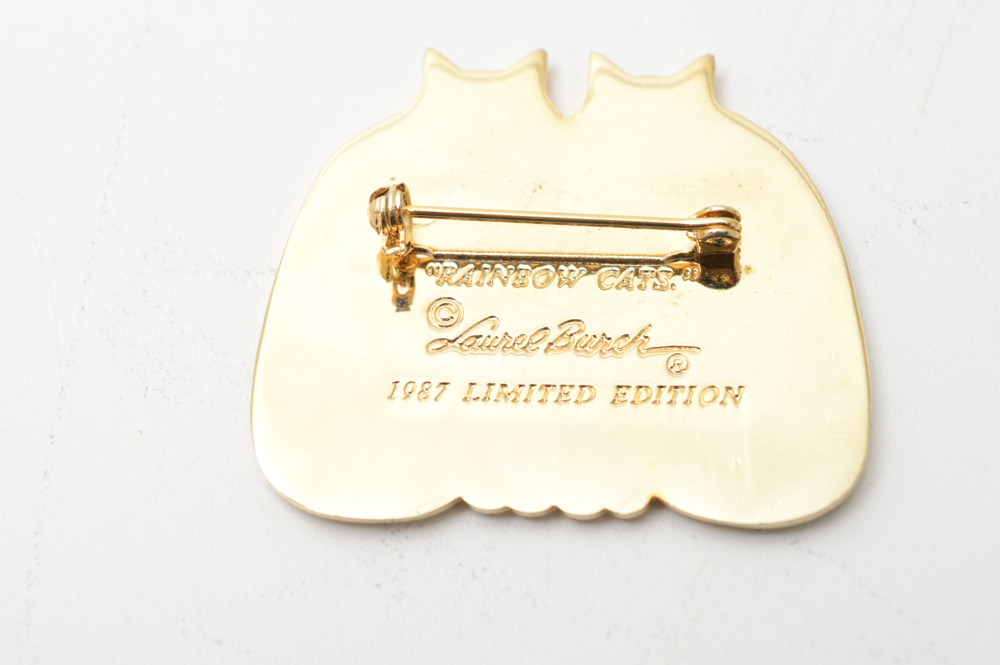 "RAINBOW CATS."
© Laurel Burch ®
1987 LIMITED EDITION